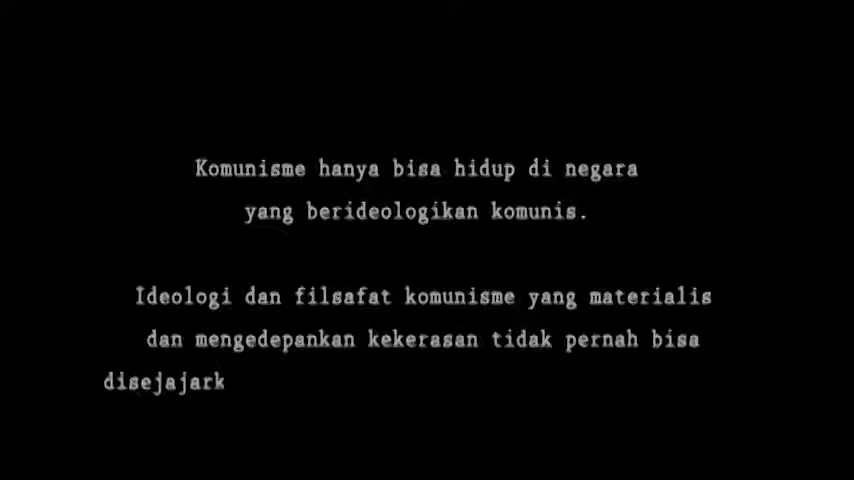 Komunisme hanya bisa hidup di negara
yang berideologikan komunis.
Ideologi dan filsafat komunisme yang materialis
dan mengedepankan kekerasan tidak pernah bisa
disejajark